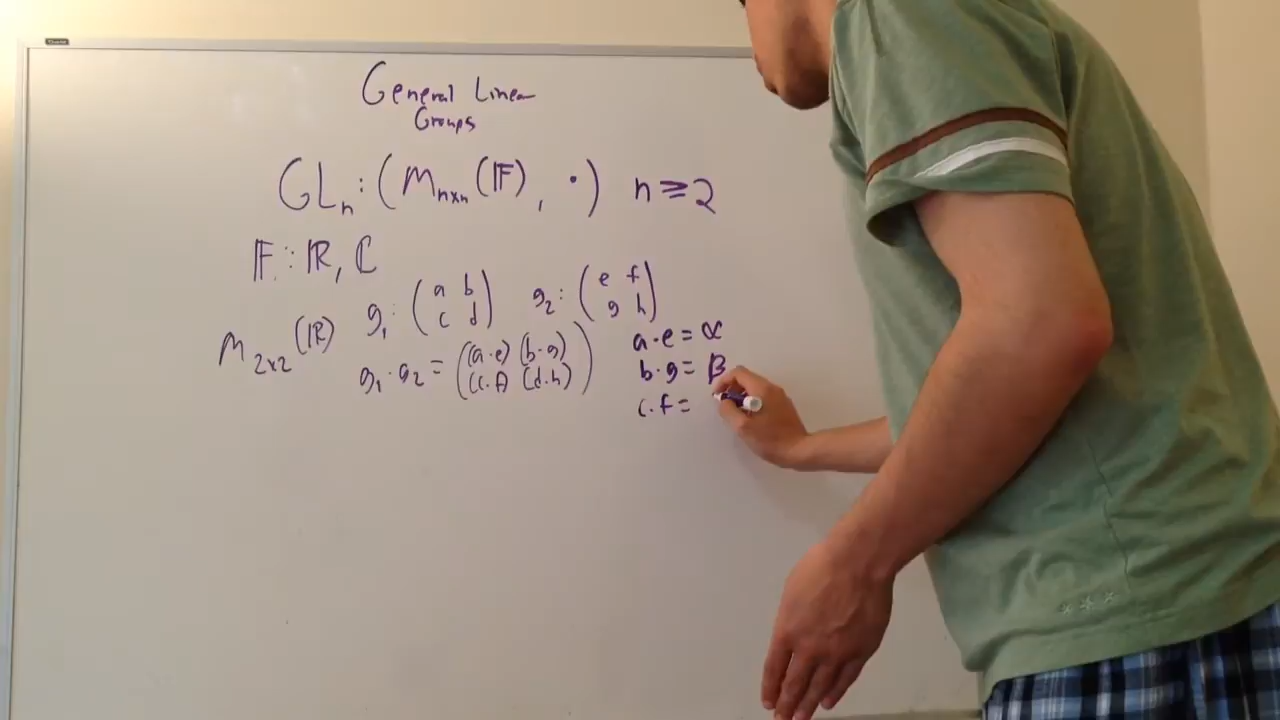 General Linear
Groups
GLₙ : (Mₙₓₙ(𝔽), ·) n ≥ 2
𝔽 : ℝ, ℂ
M₂ₓ₂(ℝ) g₁ : (a b
c d) g₂ : (e f
g h)
g₁ · g₂ = ((a·e) (b·g)
(c·f) (d·h))
a·e = α
b·g = β
c·f =